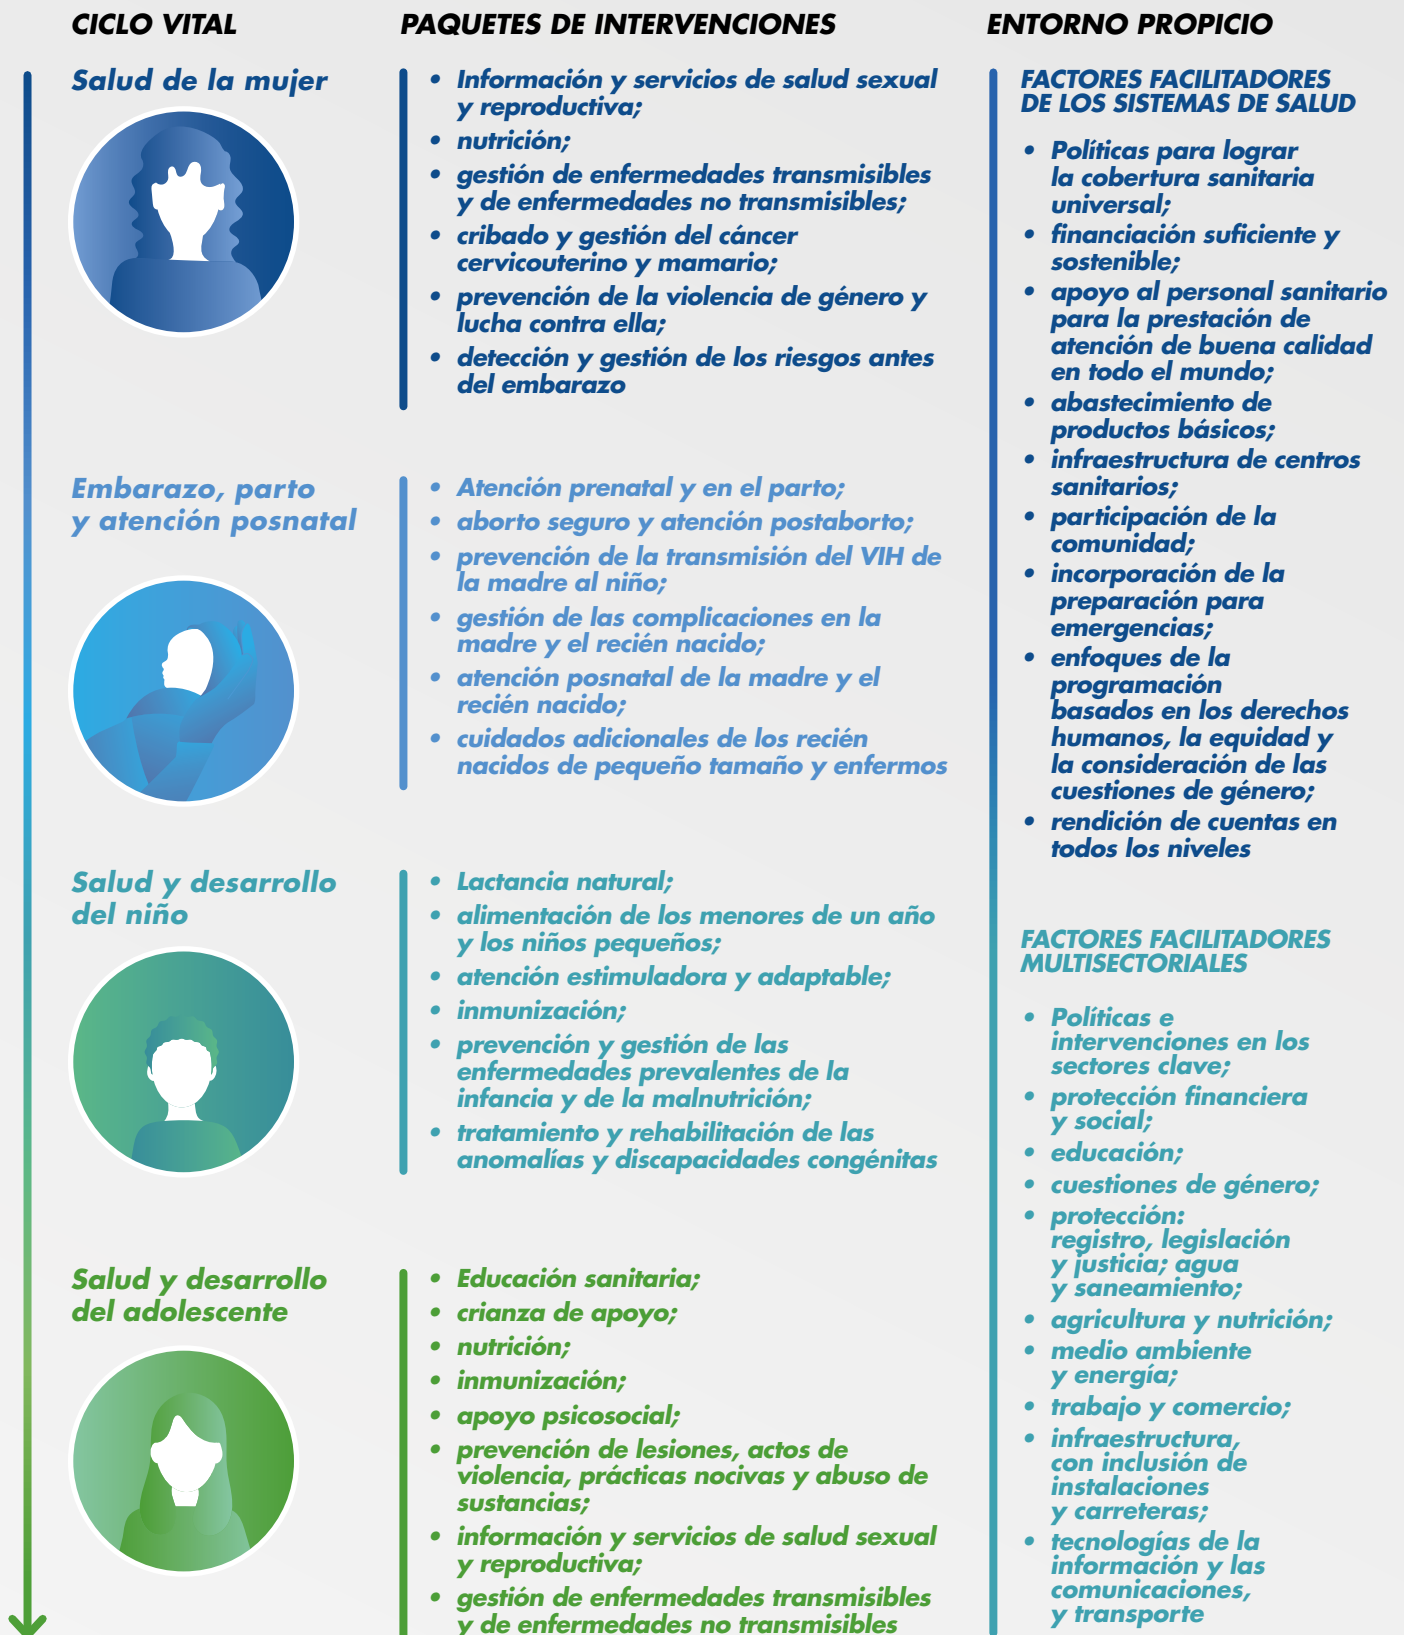 CICLO VITAL
PAQUETES DE INTERVENCIONES
ENTORNO PROPICIO
Salud de la mujer
• Información y servicios de salud sexual
y reproductiva;
• nutrición;
• gestión de enfermedades transmisibles
y de enfermedades no transmisibles;
• cribado y gestión del cáncer
cervicouterino y mamario;
• prevención de la violencia de género y
lucha contra ella;
• detección y gestión de los riesgos antes
del embarazo
Embarazo, parto
y atención posnatal
• Atención prenatal y en el parto;
• aborto seguro y atención postaborto;
• prevención de la transmisión del VIH de
la madre al niño;
• gestión de las complicaciones en la
madre y el recién nacido;
• atención posnatal de la madre y el
recién nacido;
• cuidados adicionales de los recién
nacidos de pequeño tamaño y enfermos
Salud y desarrollo
del niño
• Lactancia natural;
• alimentación de los menores de un año
y los niños pequeños;
• atención estimuladora y adaptable;
• inmunización;
• prevención y gestión de las
enfermedades prevalentes de la
infancia y de la malnutrición;
• tratamiento y rehabilitación de las
anomalías y discapacidades congénitas
Salud y desarrollo
del adolescente
• Educación sanitaria;
• crianza de apoyo;
• nutrición;
• inmunización;
• apoyo psicosocial;
• prevención de lesiones, actos de
violencia, prácticas nocivas y abuso de
sustancias;
• información y servicios de salud sexual
y reproductiva;
• gestión de enfermedades transmisibles
y de enfermedades no transmisibles
FACTORES FACILITADORES
DE LOS SISTEMAS DE SALUD
• Políticas para lograr
la cobertura sanitaria
universal;
• financiación suficiente y
sostenible;
• apoyo al personal sanitario
para la prestación de
atención de buena calidad
en todo el mundo;
• abastecimiento de
productos básicos;
• infraestructura de centros
sanitarios;
• participación de la
comunidad;
• incorporación de la
preparación para
emergencias;
• enfoques de la
programación
basados en los derechos
humanos, la equidad y
la consideración de las
cuestiones de género;
• rendición de cuentas en
todos los niveles
FACTORES FACILITADORES
MULTISECTORIALES
• Políticas e
intervenciones en los
sectores clave;
• protección financiera
y social;
• educación;
• cuestiones de género;
• protección:
registro, legislación
y justicia; agua
y saneamiento;
• agricultura y nutrición;
• medio ambiente
y energía;
• trabajo y comercio;
• infraestructura,
con inclusión de
instalaciones
y carreteras;
• tecnologías de la
información y las
comunicaciones,
y transporte